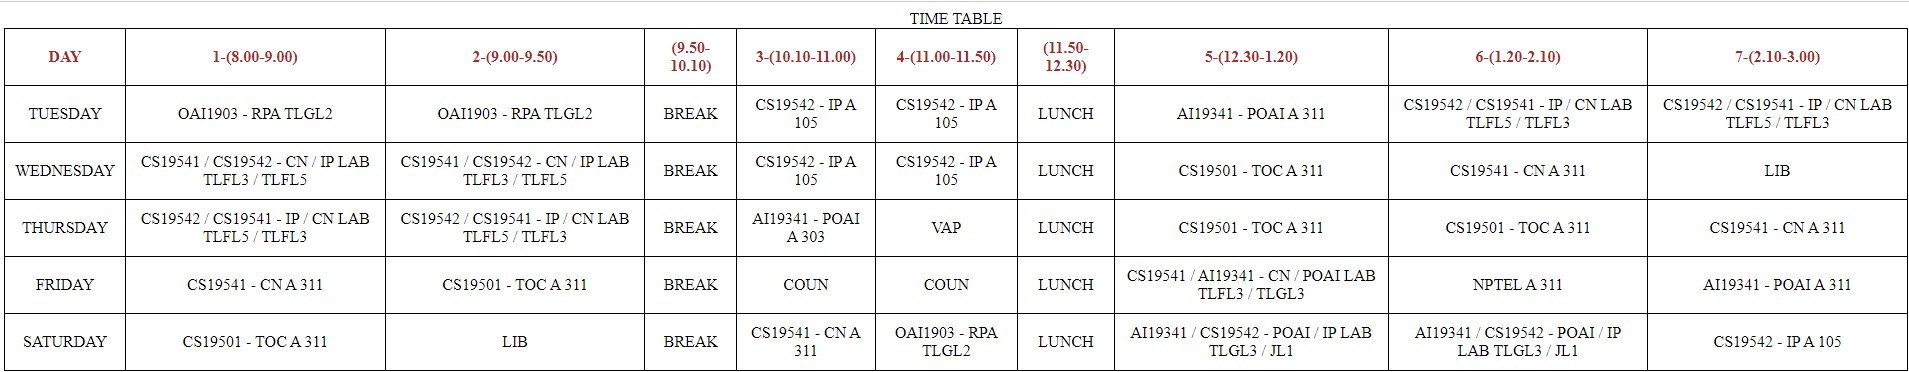 TIME TABLE
DAY 1-(8.00-9.00) 2-(9.00-9.50) (9.50-10.10) 3-(10.10-11.00) 4-(11.00-11.50) (11.50-12.30) 5-(12.30-1.20) 6-(1.20-2.10) 7-(2.10-3.00)
TUESDAY OAI1903 - RPA TLGL2 OAI1903 - RPA TLGL2 BREAK CS19542 - IP A 105 CS19542 - IP A 105 LUNCH AI19341 - POAI A 311 CS19542 / CS19541 - IP / CN LAB TLFL5 / TLFL3 CS19542 / CS19541 - IP / CN LAB TLFL5 / TLFL3
WEDNESDAY CS19541 / CS19542 - CN / IP LAB TLFL3 / TLFL5 CS19541 / CS19542 - CN / IP LAB TLFL3 / TLFL5 BREAK CS19542 - IP A 105 CS19542 - IP A 105 LUNCH CS19501 - TOC A 311 CS19541 - CN A 311 LIB
THURSDAY CS19542 / CS19541 - IP / CN LAB TLFL5 / TLFL3 CS19542 / CS19541 - IP / CN LAB TLFL5 / TLFL3 BREAK AI19341 - POAI A 303 VAP LUNCH CS19501 - TOC A 311 CS19501 - TOC A 311 CS19541 - CN A 311
FRIDAY CS19541 - CN A 311 CS19501 - TOC A 311 BREAK COUN COUN LUNCH CS19541 / AI19341 - CN / POAI LAB TLFL3 / TLGL3 NPTEL A 311 AI19341 - POAI A 311
SATURDAY CS19501 - TOC A 311 LIB BREAK CS19541 - CN A 311 OAI1903 - RPA TLGL2 LUNCH AI19341 / CS19542 - POAI / IP LAB TLGL3 / JL1 AI19341 / CS19542 - POAI / IP LAB TLGL3 / JL1 CS19542 - IP A 105